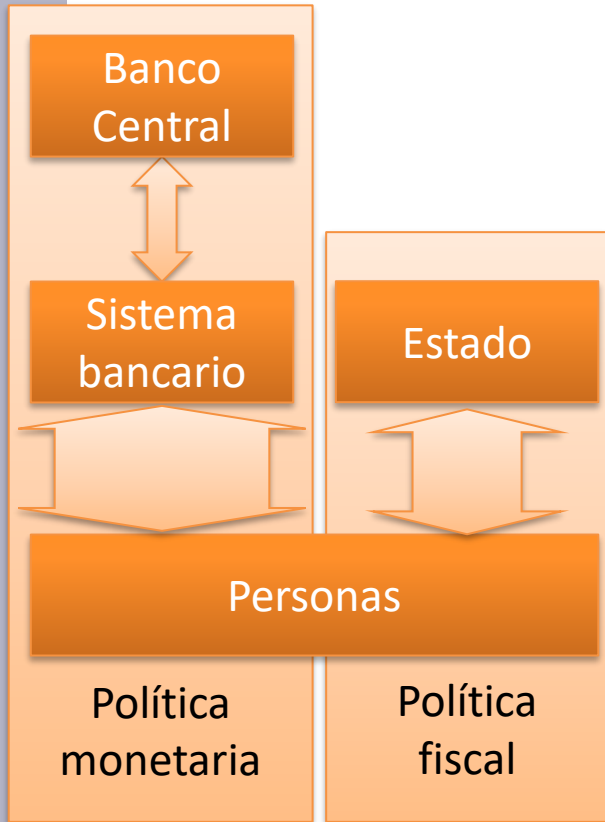 Banco
Central
Sistema
bancario
Estado
Personas
Política
monetaria
Política
fiscal